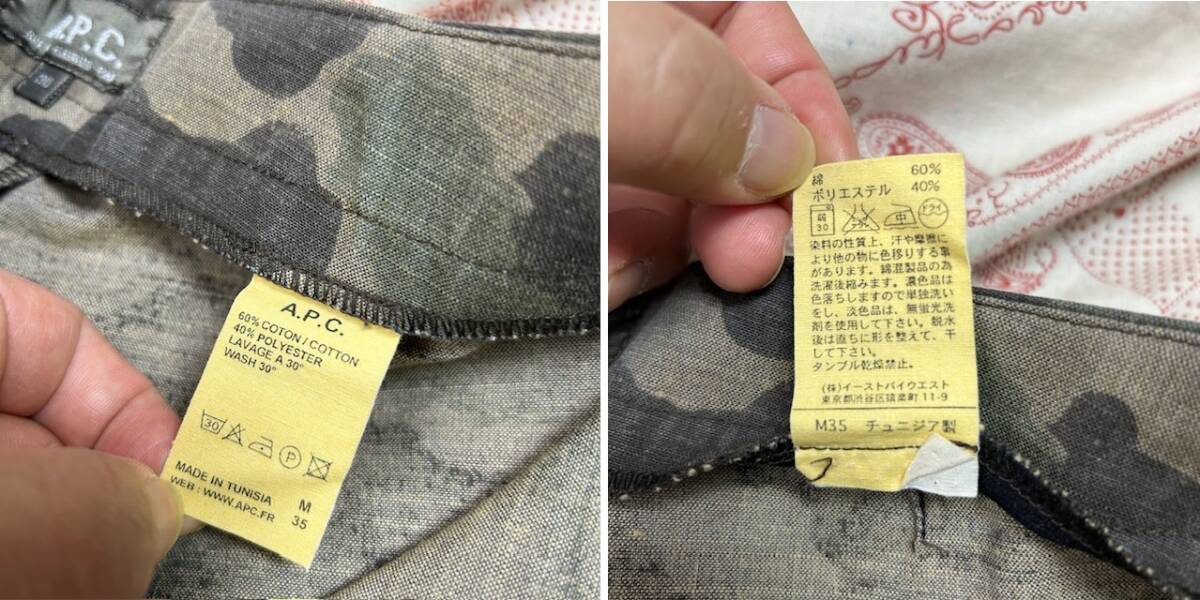 A.P.C.
A.P.C.
60% COTON / COTTON
40% POLYESTER
LAVAGE A 30°
WASH 30°
30
P
MADE IN TUNISIA
WEB : WWW.APC.FR
M
35
綿 60%
ポリエステル 40%
弱
30
中
ドライ
染料の性質上、汗や摩擦に
より他の物に色移りする事
があります。綿混製品の為
洗濯後縮みます。濃色品は
色落ちしますので単独洗い
をし、淡色品は、無蛍光洗
剤を使用して下さい。脱水
後は直ちに形を整えて、干
して下さい。
タンブル乾燥禁止。
(株)イーストバイウエスト
東京都渋谷区猿楽町 11-9
M35 チュニジア製